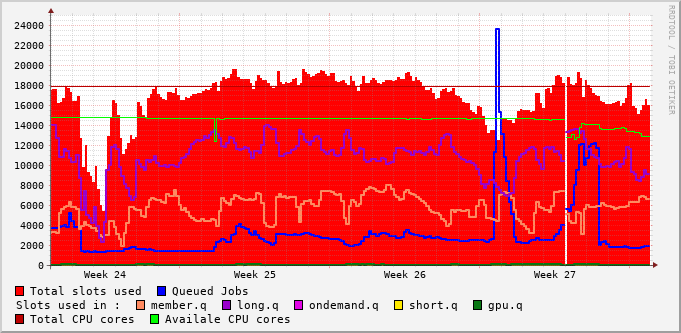 24000
22000
20000
18000
16000
14000
12000
10000
8000
6000
4000
2000
0
Week 24 Week 25 Week 26 Week 27
Total slots used Queued Jobs
Slots used in : member.q long.q ondemand.q short.q gpu.q
Total CPU cores Availale CPU cores
RRDTOOL / TOBI OETIKER